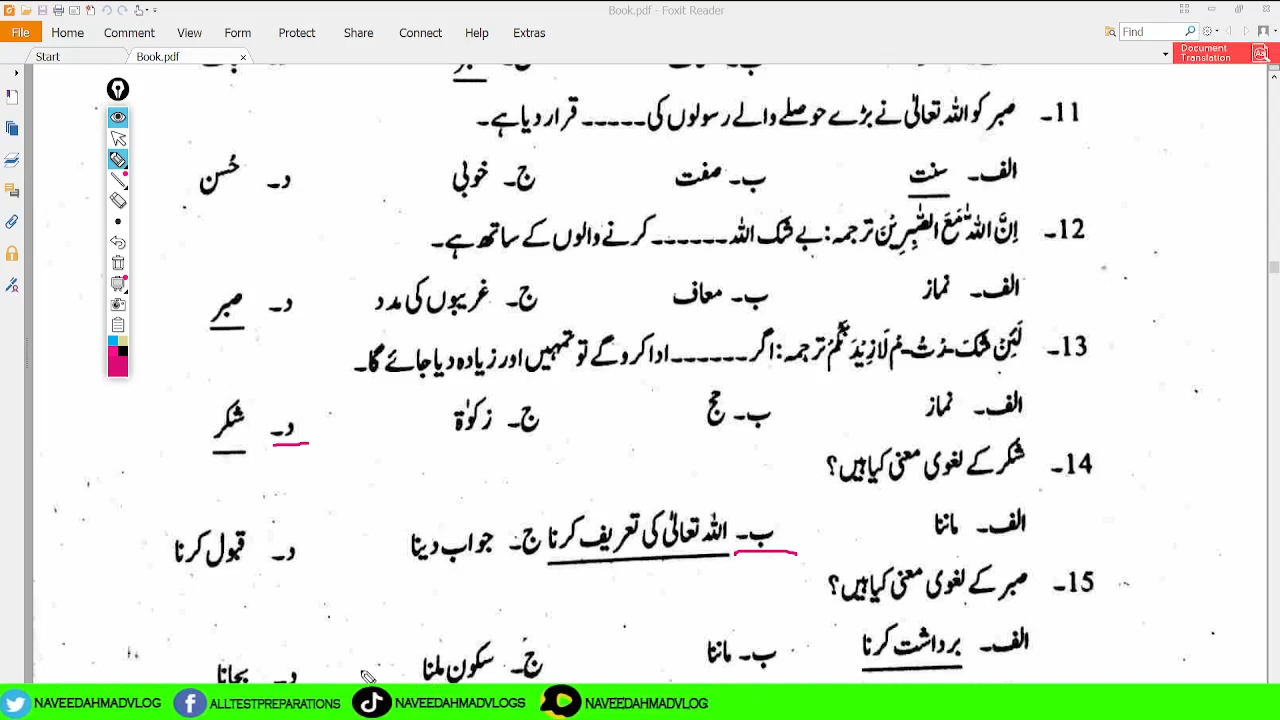 Book.pdf - Foxit Reader
File Home Comment View Form Protect Share Connect Help Extras Find
Start Book.pdf Document Translation
11۔ صبر کو اللہ تعالیٰ نے بڑے حوصلے والے رسولوں کی ۔۔۔۔۔ قرار دیا ہے۔
الف۔ سنت ب۔ صفت ج۔ خوبی د۔ حُسن
12۔ اِنَّ اللّٰہَ مَعَ الصّٰبِرِیْنَ ترجمہ: بے شک اللہ ۔۔۔۔۔۔ کرنے والوں کے ساتھ ہے۔
الف۔ نماز ب۔ معاف ج۔ غریبوں کی مدد د۔ صبر
13۔ لَئِنْ شَکَ-رْتُ-مْ لَاَزِیْدَنَّکُمْ ترجمہ: اگر ۔۔۔۔۔۔ ادا کرو گے تو تمہیں اور زیادہ دیا جائے گا۔
الف۔ نماز ب۔ حج ج۔ زکوٰۃ د۔ شکر
14۔ شکر کے لغوی معنی کیا ہیں؟
الف۔ ماننا ب۔ اللہ تعالیٰ کی تعریف کرنا ج۔ جواب دینا د۔ قبول کرنا
15۔ صبر کے لغوی معنی کیا ہیں؟
الف۔ برداشت کرنا ب۔ ماننا ج۔ سکون ملنا د۔
NAVEEDAHMADVLOG ALLTESTPREPARATIONS NAVEEDAHMADVLOGS NAVEEDAHMADVLOG